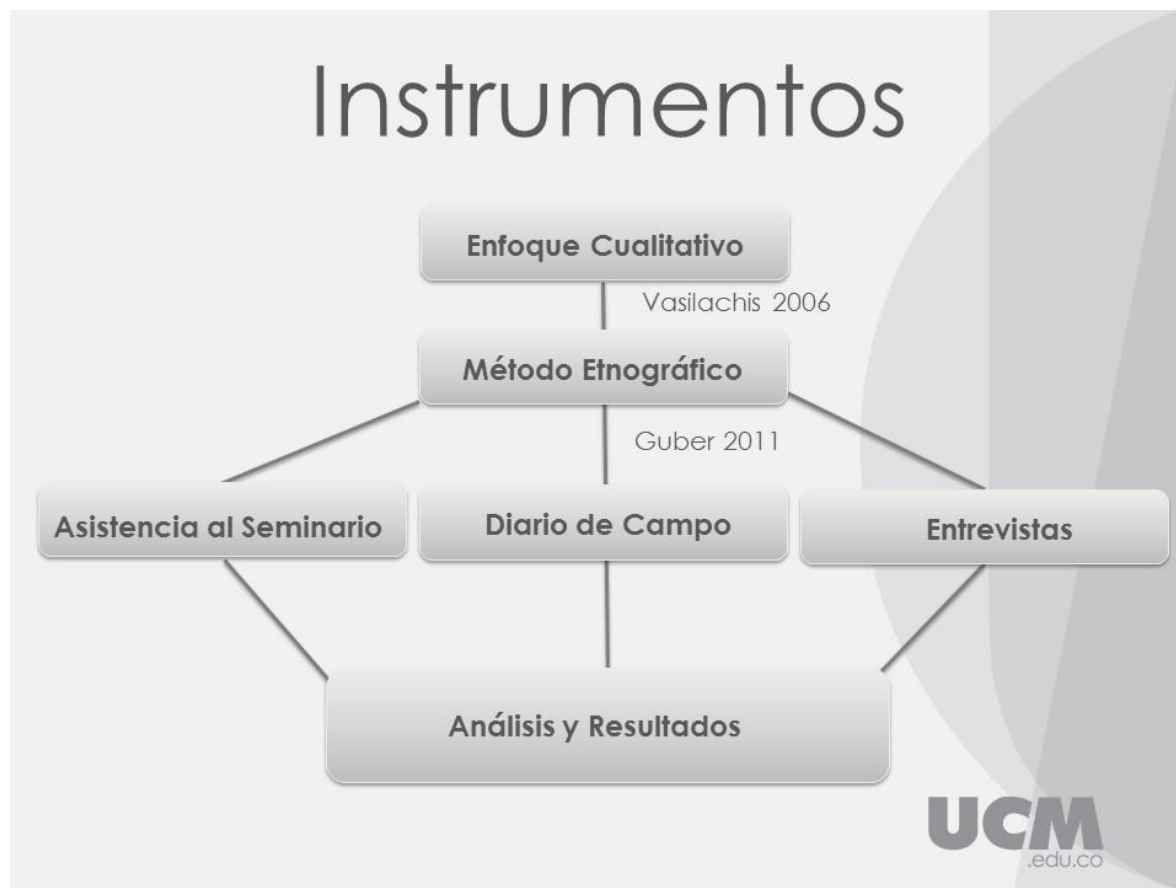 Instrumentos
Enfoque Cualitativo
Vasilachis 2006
Método Etnográfico
Guber 2011
Asistencia al Seminario
Diario de Campo
Entrevistas
Análisis y Resultados
UCM
.edu.co